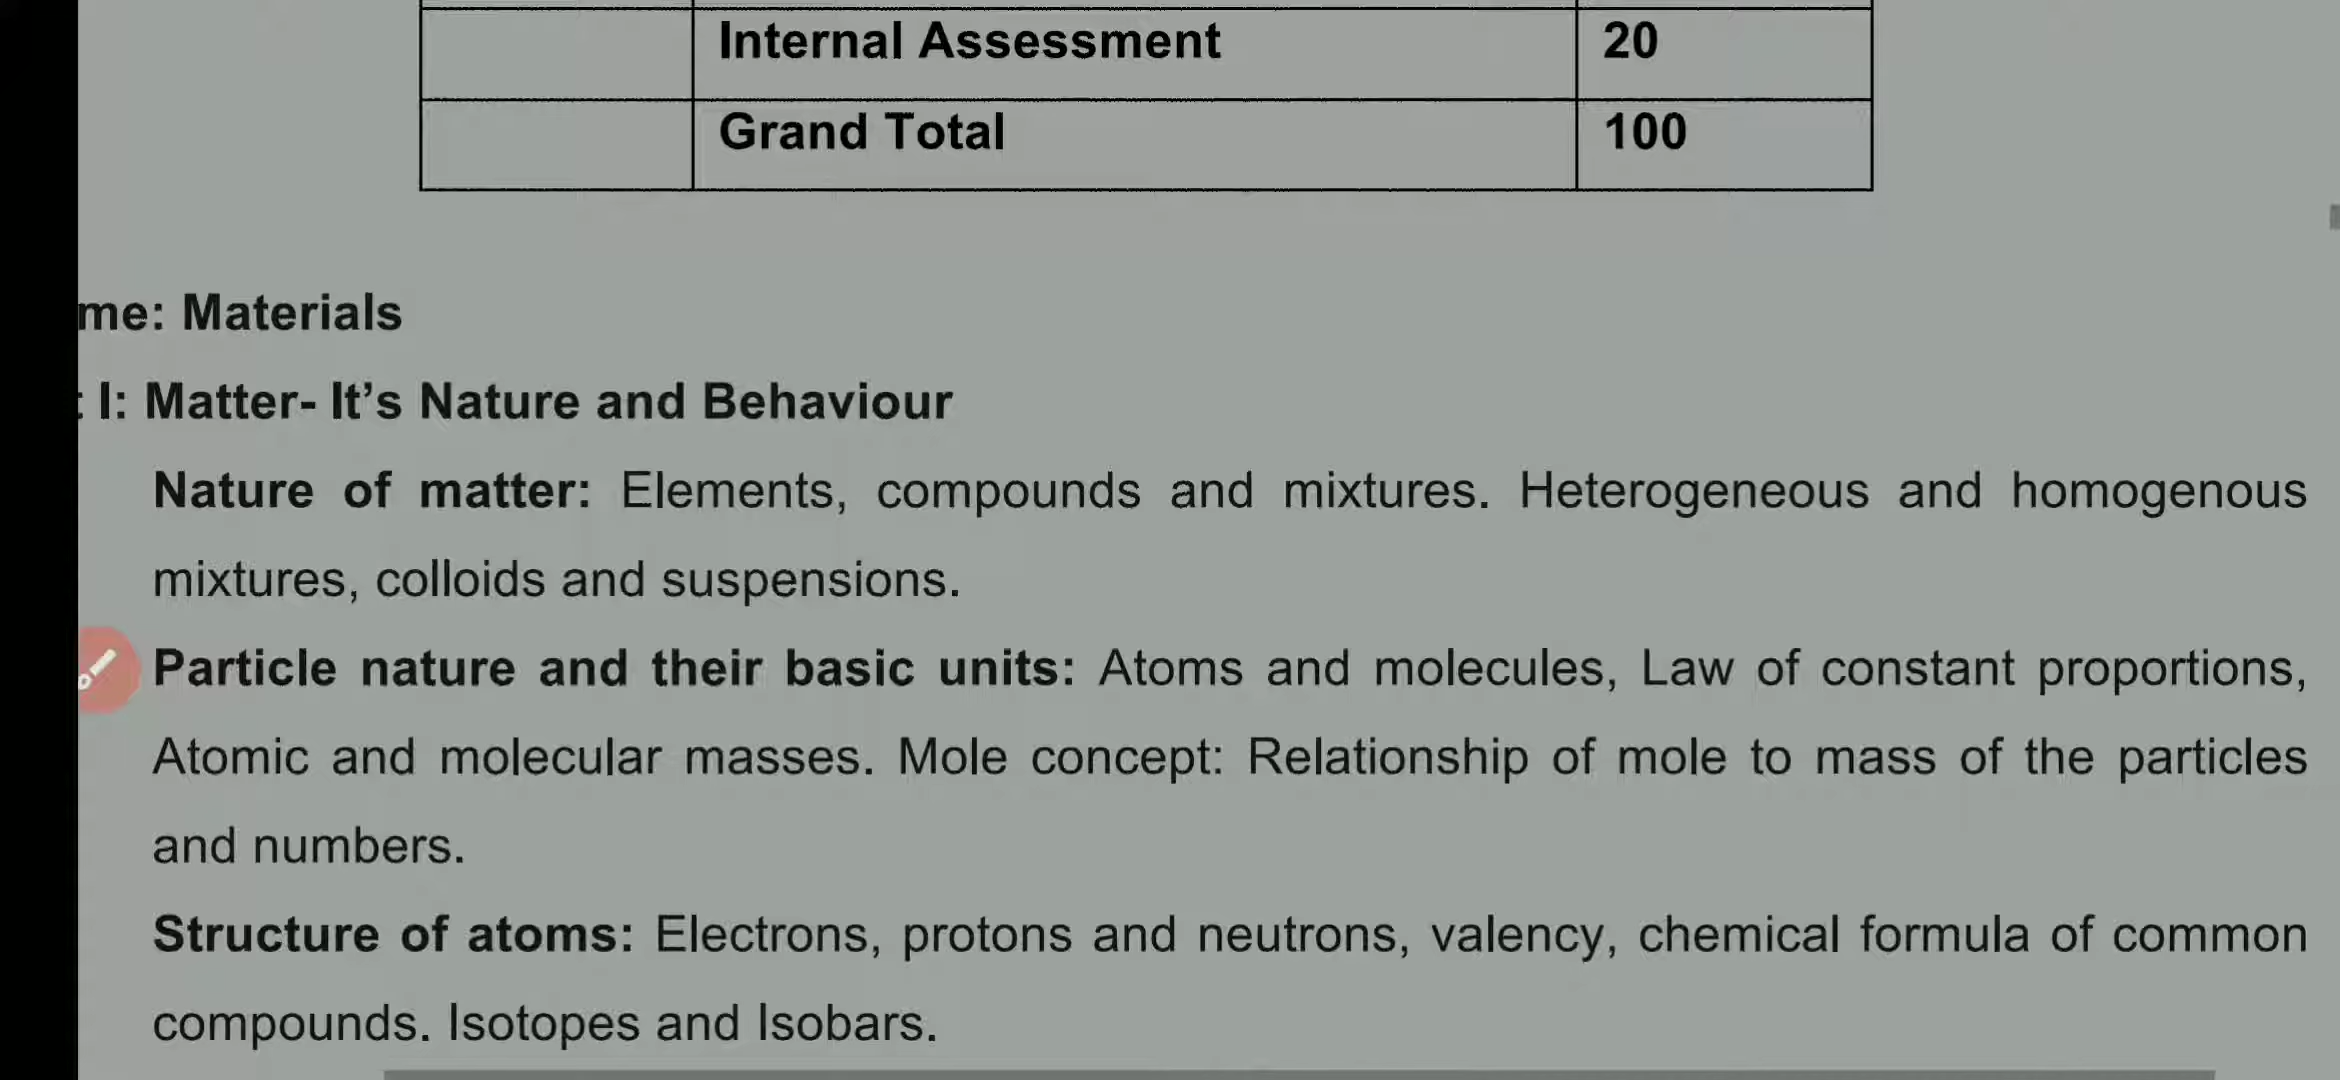 Internal Assessment 20
Grand Total 100
me: Materials
: I: Matter- It’s Nature and Behaviour
Nature of matter: Elements, compounds and mixtures. Heterogeneous and homogenous
mixtures, colloids and suspensions.
Particle nature and their basic units: Atoms and molecules, Law of constant proportions,
Atomic and molecular masses. Mole concept: Relationship of mole to mass of the particles
and numbers.
Structure of atoms: Electrons, protons and neutrons, valency, chemical formula of common
compounds. Isotopes and Isobars.